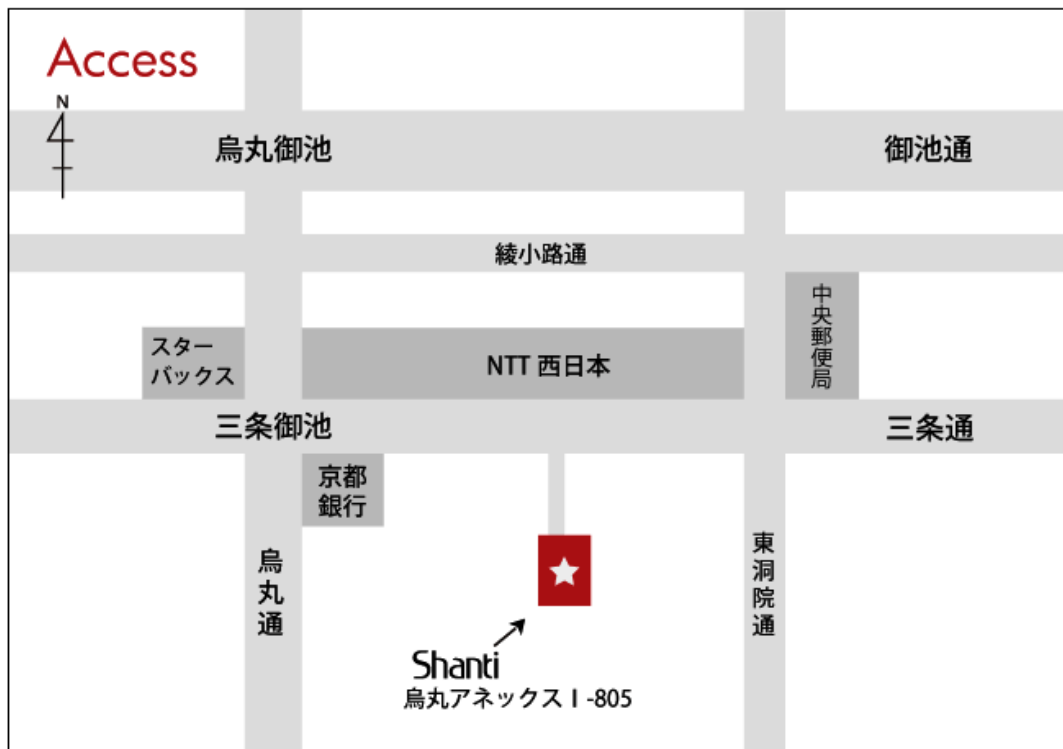 Access
N
烏丸御池
御池通
綾小路通
スター
バックス
NTT 西日本
中央郵便局
三条御池
三条通
京都
銀行
烏丸通
東洞院通
Shanti
烏丸アネックスⅠ-805